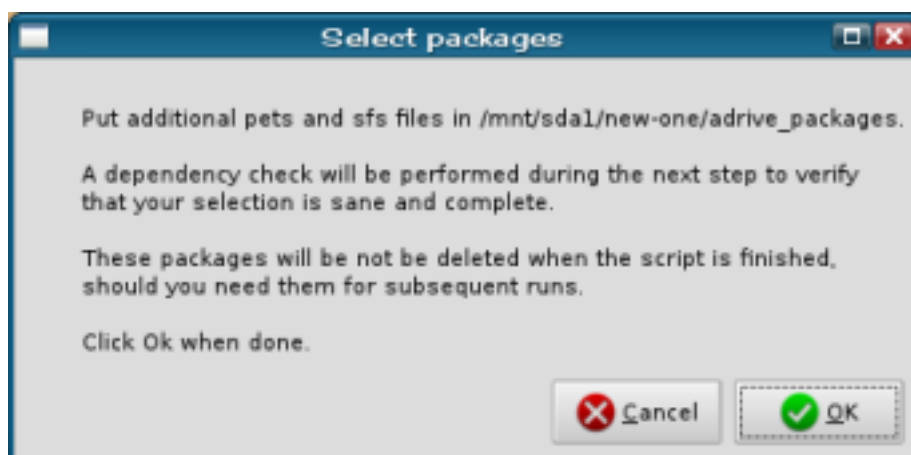 Select packages
Put additional pets and sfs files in /mnt/sda1/new-one/adrive_packages.
A dependency check will be performed during the next step to verify
that your selection is sane and complete.
These packages will be not be deleted when the script is finished,
should you need them for subsequent runs.
Click Ok when done.
Cancel OK